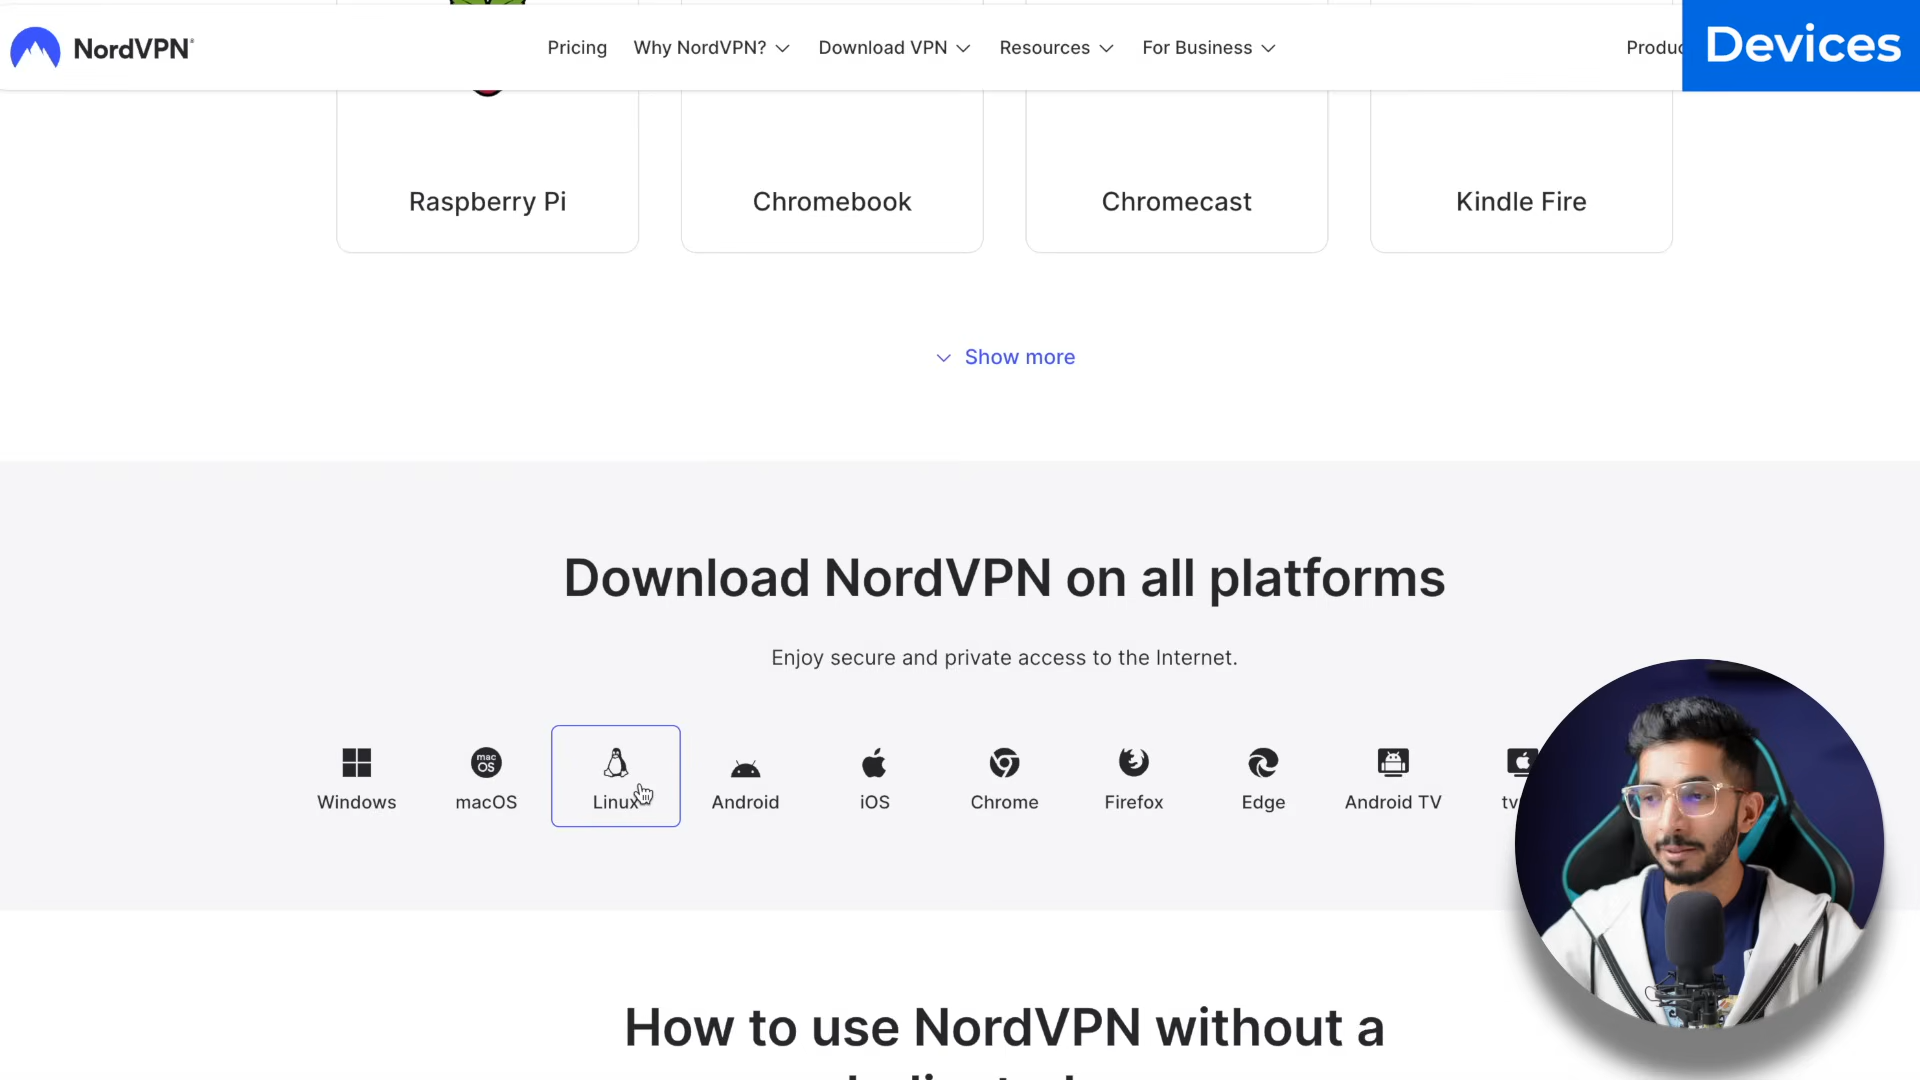 NordVPN®
Pricing
Why NordVPN?
Download VPN
Resources
For Business
Devices
Raspberry Pi
Chromebook
Chromecast
Kindle Fire
Show more
Download NordVPN on all platforms
Enjoy secure and private access to the Internet.
mac
OS
Windows
macOS
Linux
Android
iOS
Chrome
Firefox
Edge
Android TV
How to use NordVPN without a